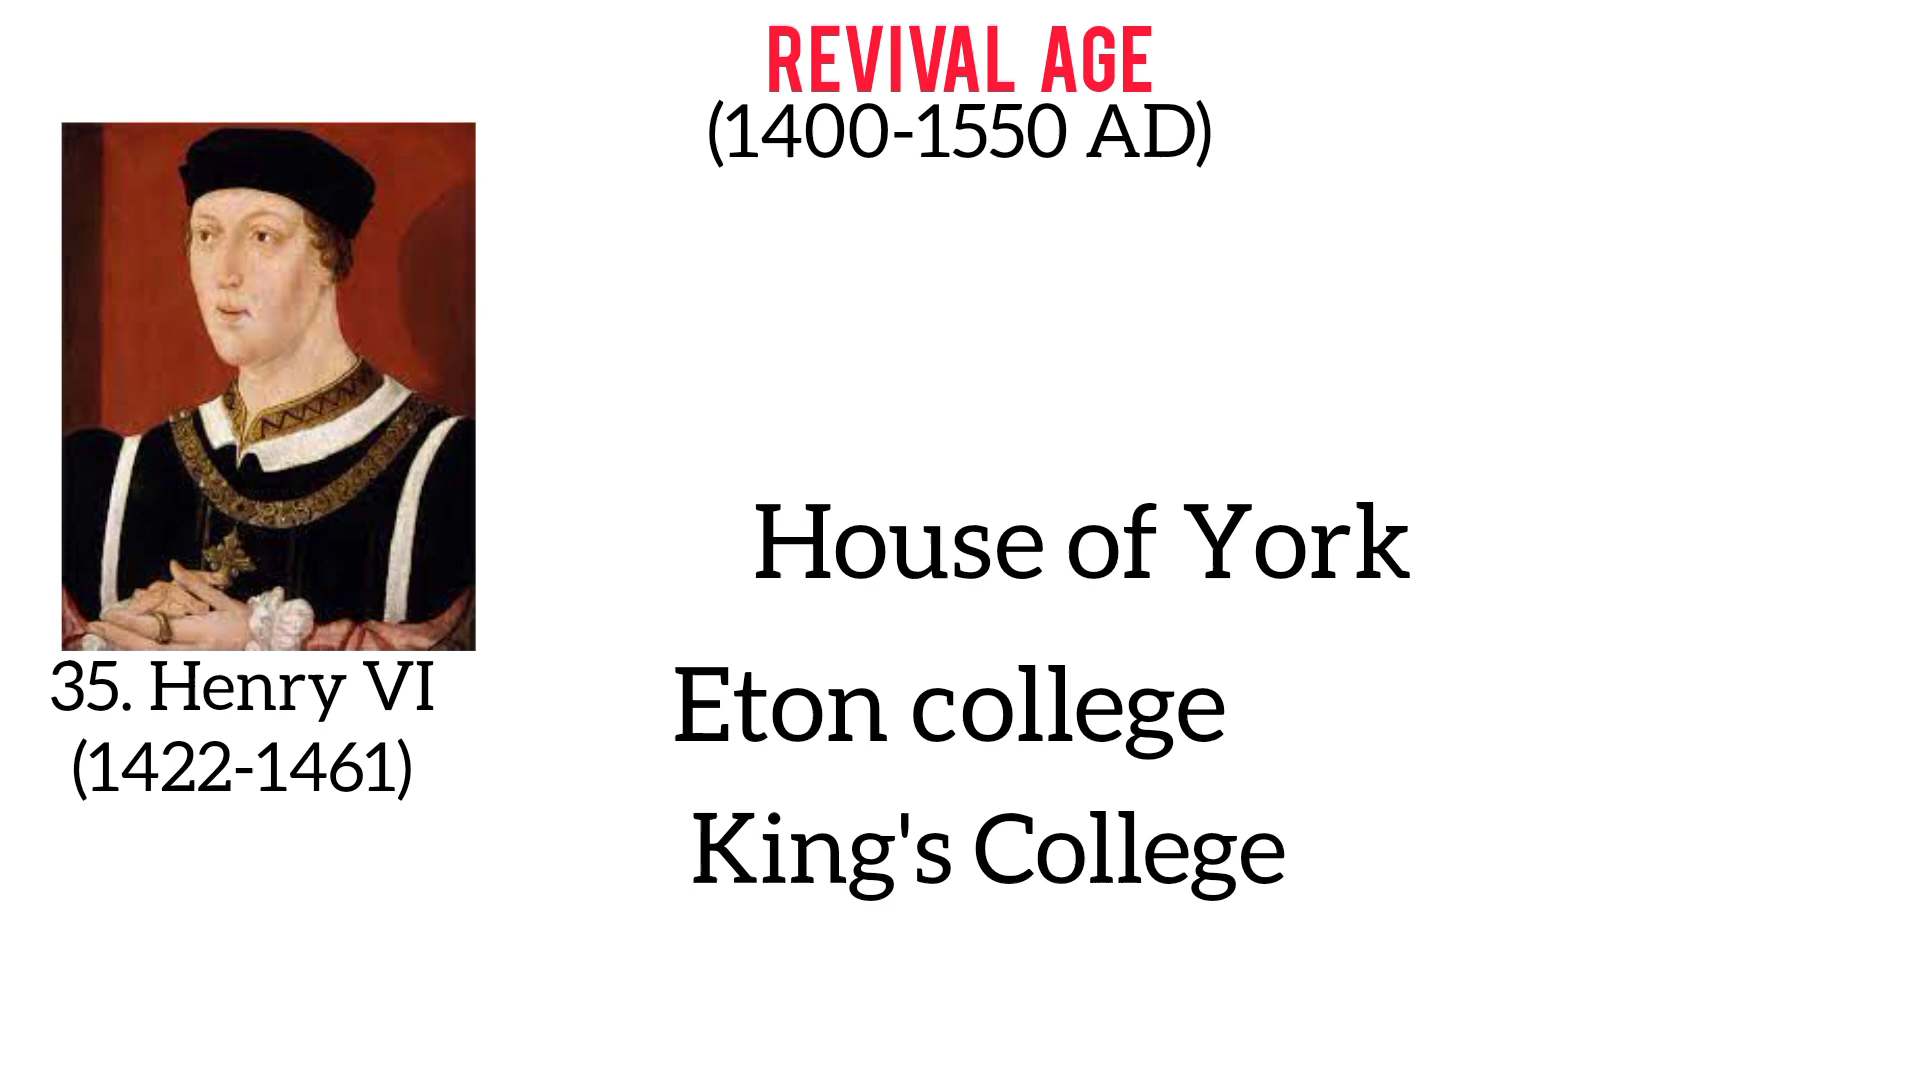 REVIVAL AGE
(1400-1550 AD)
35. Henry VI
(1422-1461)
House of York
Eton college
King's College